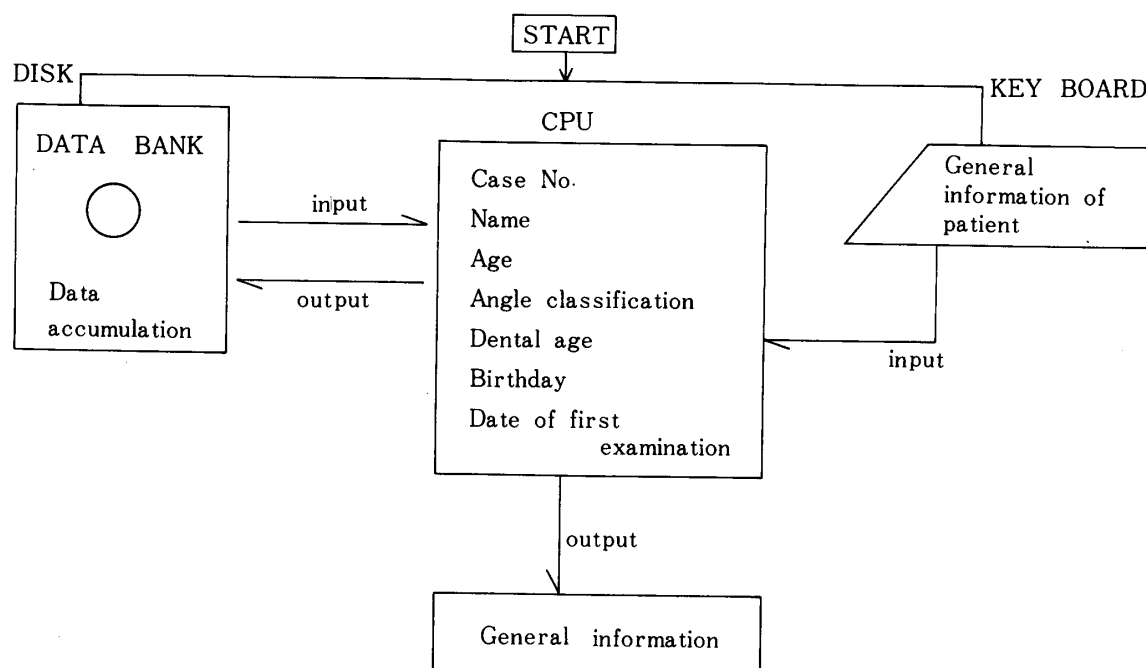 START
DISK
KEY BOARD
CPU
DATA BANK
Data
accumulation
input
output
Case No.
Name
Age
Angle classification
Dental age
Birthday
Date of first
examination
General
information of
patient
input
output
General information